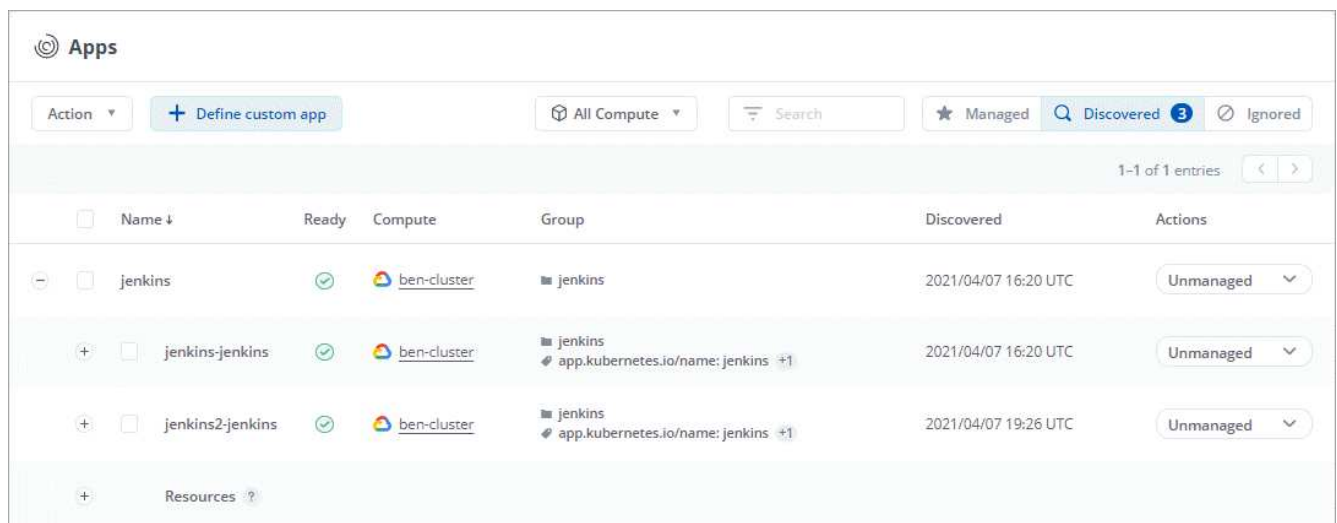 Apps
Action + Define custom app All Compute Search Managed Discovered 3 Ignored
1–1 of 1 entries < >
Name ↓ Ready Compute Group Discovered Actions
jenkins ben-cluster jenkins 2021/04/07 16:20 UTC Unmanaged
jenkins-jenkins ben-cluster jenkins 2021/04/07 16:20 UTC Unmanaged
app.kubernetes.io/name: jenkins +1
jenkins2-jenkins ben-cluster jenkins 2021/04/07 19:26 UTC Unmanaged
app.kubernetes.io/name: jenkins +1
Resources ?